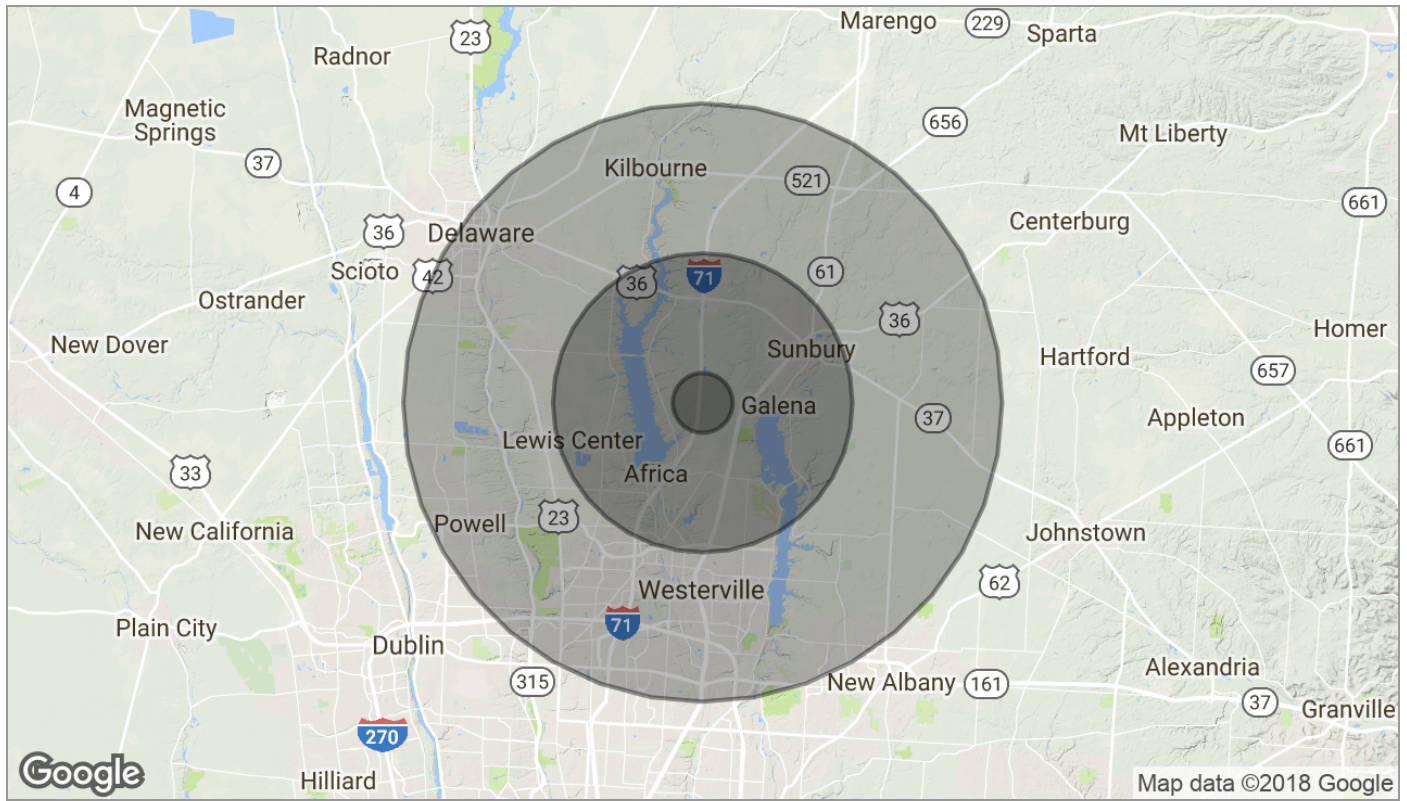 Marengo
229
Sparta
23
Radnor
Magnetic
Springs
656
Mt Liberty
37
Kilbourne
521
4
661
Centerburg
36
Delaware
Scioto
42
61
71
36
Ostrander
36
Homer
New Dover
Sunbury
Hartford
657
Galena
37
Appleton
Lewis Center
661
33
Africa
23
Powell
New California
Johnstown
62
Westerville
71
Plain City
Dublin
Alexandria
315
New Albany
161
37
Granville
270
Google
Hilliard
Map data ©2018 Google